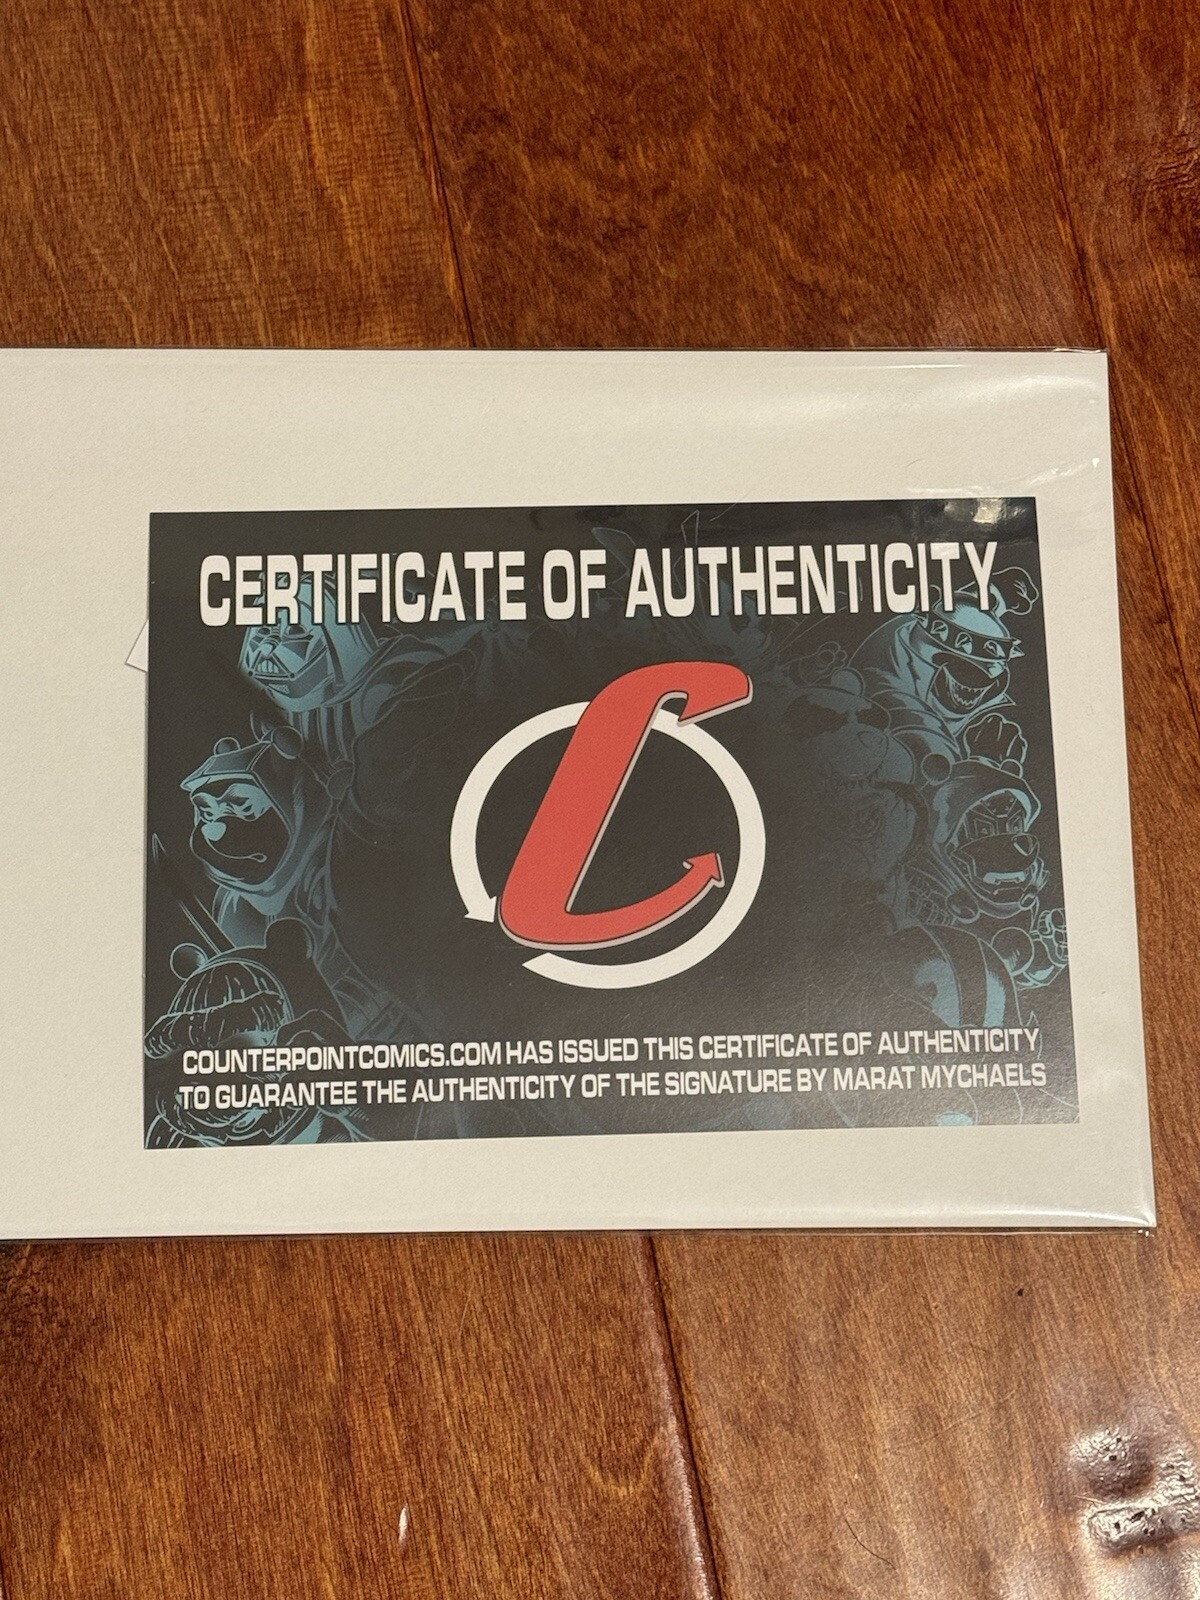 CERTIFICATE OF AUTHENTICITY
C
COUNTERPOINTCOMICS.COM HAS ISSUED THIS CERTIFICATE OF AUTHENTICITY
TO GUARANTEE THE AUTHENTICITY OF THE SIGNATURE BY MARAT MYCHAELS